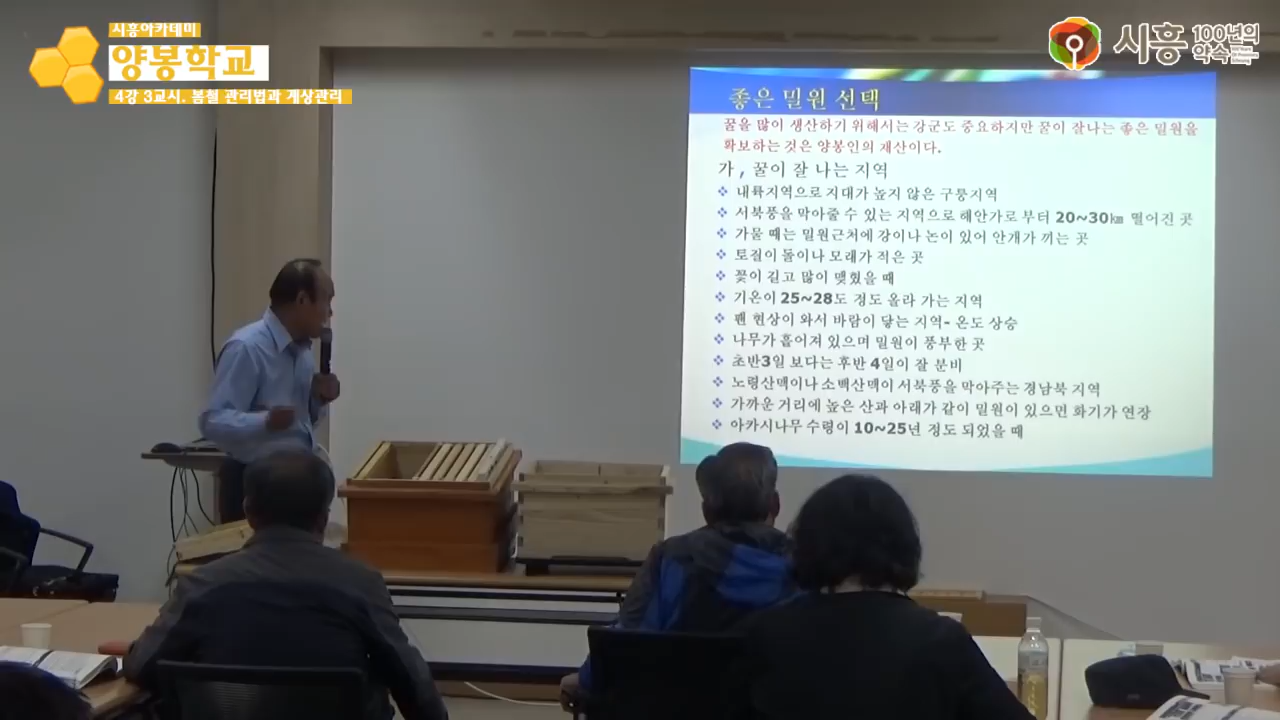 시흥아카데미
양봉학교
4강 3교시. 봄철 관리법과 계상관리
시흥 100년의 약속
좋은 밀원 선택
꿀을 많이 생산하기 위해서는 강군도 중요하지만 꿀이 잘나는 좋은 밀원을
확보하는 것은 양봉인의 재산이다.
가 , 꿀이 잘 나는 지역
내륙지역으로 지대가 높지 않은 구릉지역
서북풍을 막아줄 수 있는 지역으로 해안가로 부터 20~30㎞ 떨어진 곳
가물 때는 밀원근처에 강이나 논이 있어 안개가 끼는 곳
토질이 돌이나 모래가 적은 곳
꽃이 길고 많이 맺혔을 때
기온이 25~28도 정도 올라 가는 지역
팬 현상이 와서 바람이 닿는 지역- 온도 상승
나무가 흩어져 있으며 밀원이 풍부한 곳
초반3일 보다는 후반 4일이 잘 분비
노령산맥이나 소백산맥이 서북풍을 막아주는 경남북 지역
가까운 거리에 높은 산과 아래가 같이 밀원이 있으면 화기가 연장
아카시나무 수령이 10~25년 정도 되었을 때